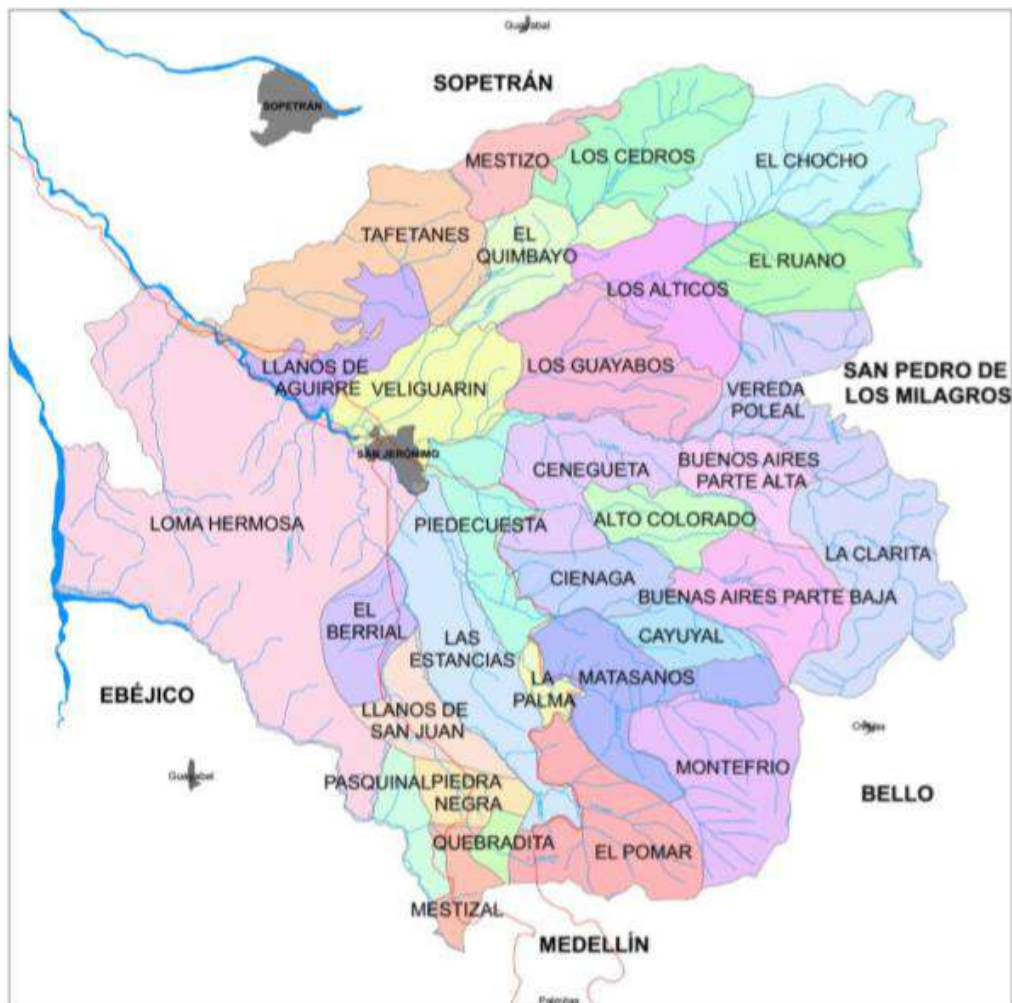 Guayabal
SOPETRÁN
SOPETRÁN
MESTIZO
LOS CEDROS
EL CHOCHO
TAFETANES
EL
QUIMBAYO
EL RUANO
LOS ALTICOS
LLANOS DE
AGUIRRE
VELIGUARIN
LOS GUAYABOS
VEREDA
POLEAL
SAN PEDRO DE
LOS MILAGROS
SAN JERÓNIMO
CENEGUETA
BUENOS AIRES
PARTE ALTA
LOMA HERMOSA
PIEDECUESTA
ALTO COLORADO
LA CLARITA
CIENAGA
BUENAS AIRES PARTE BAJA
EL
BERRIAL
LAS
ESTANCIAS
CAYUYAL
LA
PALMA
MATASANOS
EBÉJICO
LLANOS DE
SAN JUAN
MONTEFRIO
BELLO
PASQUINAL
PIEDRA
NEGRA
QUEBRADITA
EL POMAR
MESTIZAL
MEDELLÍN
Palmitas